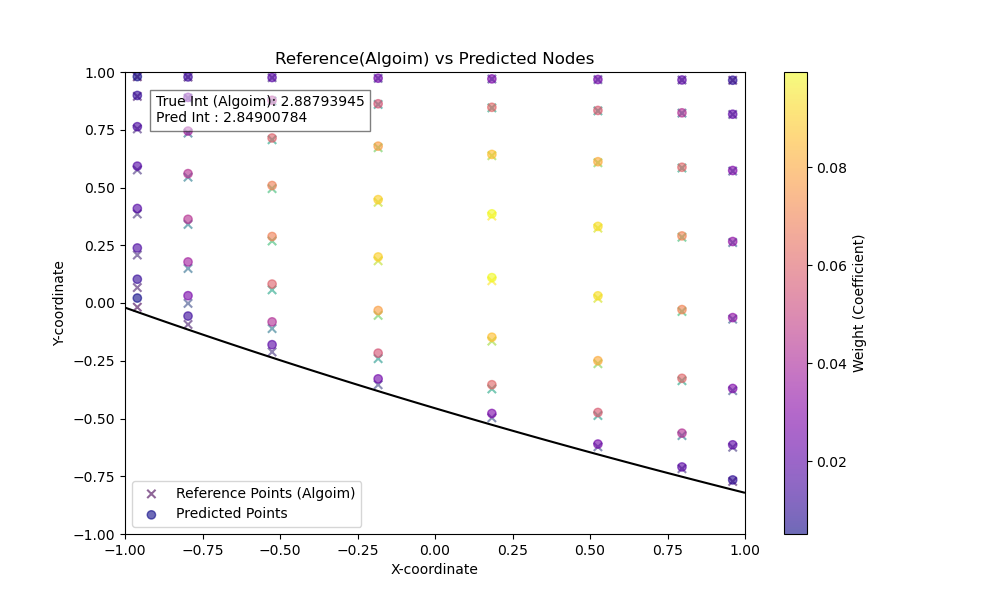 Reference(Algoim) vs Predicted Nodes
True Int (Algoim): 2.88793945
Pred Int : 2.84900784
1.00
0.75
0.50
0.25
0.00
−0.25
−0.50
−0.75
−1.00
Y-coordinate
Reference Points (Algoim)
Predicted Points
−1.00 −0.75 −0.50 −0.25 0.00 0.25 0.50 0.75 1.00
X-coordinate
0.08
0.06
0.04
0.02
Weight (Coefficient)